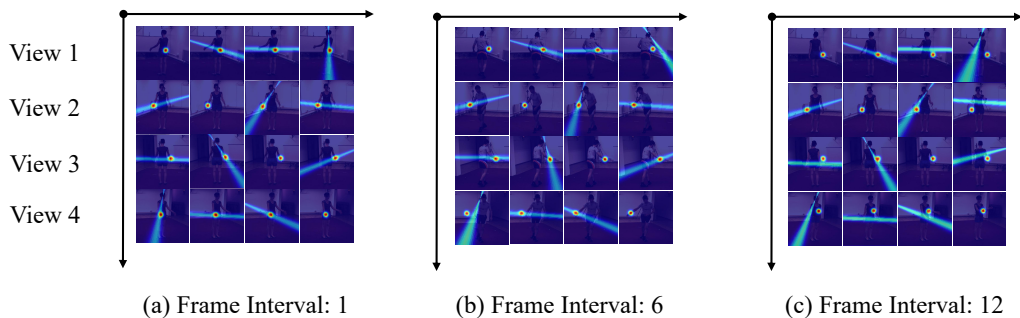 View 1
View 2
View 3
View 4
(a) Frame Interval: 1
(b) Frame Interval: 6
(c) Frame Interval: 12